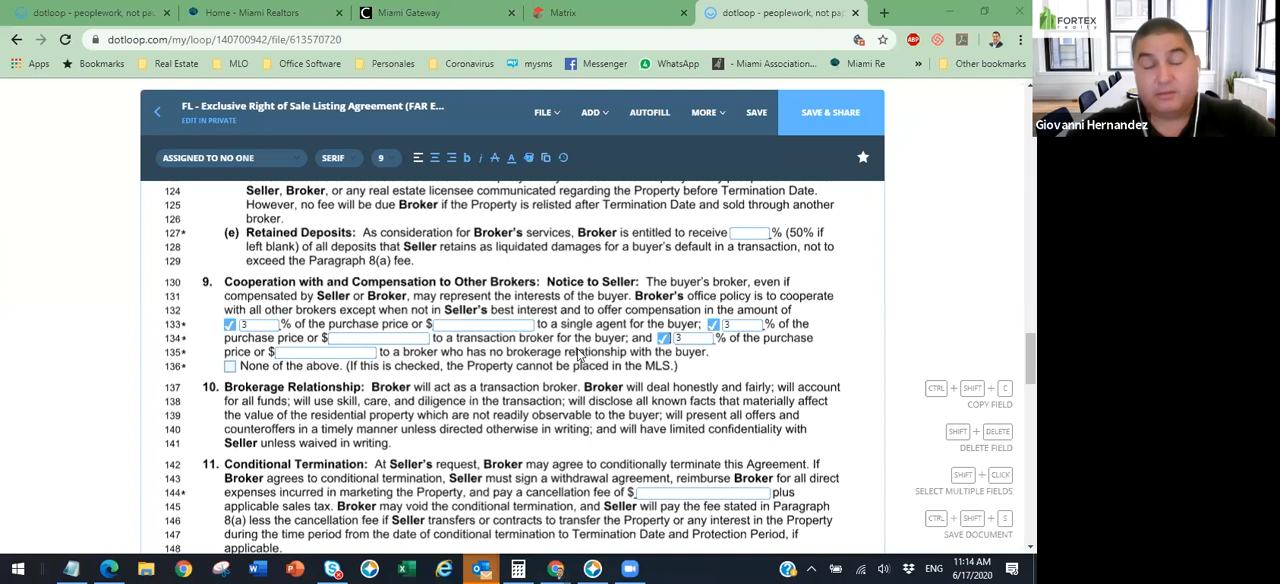 dotloop - peoplework, not pa
Home - Miami Realtors
Miami Gateway
Matrix
dotloop - peoplework, not pap
dotloop.com/my/loop/140700942/file/613570720
Apps
Bookmarks
Real Estate
MLO
Office Software
Personales
Coronavirus
mysms
Messenger
WhatsApp
- Miami Association...
Miami Re
»
Other bookmarks
FORTEX
realty
Giovanni Hernandez
FL - Exclusive Right of Sale Listing Agreement (FAR E...
EDIT IN PRIVATE
FILE
ADD
AUTOFILL
MORE
SAVE
SAVE & SHARE
ASSIGNED TO NO ONE
SERIF
9
124 Seller, Broker, or any real estate licensee communicated regarding the Property before Termination Date.
125 However, no fee will be due Broker if the Property is relisted after Termination Date and sold through another
126 broker.
127* (e) Retained Deposits: As consideration for Broker's services, Broker is entitled to receive % (50% if
128 left blank) of all deposits that Seller retains as liquidated damages for a buyer's default in a transaction, not to
129 exceed the Paragraph 8(a) fee.
130 9. Cooperation with and Compensation to Other Brokers: Notice to Seller: The buyer's broker, even if
131 compensated by Seller or Broker, may represent the interests of the buyer. Broker's office policy is to cooperate
132 with all other brokers except when not in Seller's best interest and to offer compensation in the amount of
133* 3 % of the purchase price or $ to a single agent for the buyer; 3 % of the
134* purchase price or $ to a transaction broker for the buyer; and 3 % of the purchase
135* price or $ to a broker who has no brokerage relationship with the buyer.
136* None of the above. (If this is checked, the Property cannot be placed in the MLS.)
137 10. Brokerage Relationship: Broker will act as a transaction broker. Broker will deal honestly and fairly; will account
138 for all funds; will use skill, care, and diligence in the transaction; will disclose all known facts that materially affect
139 the value of the residential property which are not readily observable to the buyer; will present all offers and
140 counteroffers in a timely manner unless directed otherwise in writing; and will have limited confidentiality with
141 Seller unless waived in writing.
142 11. Conditional Termination: At Seller's request, Broker may agree to conditionally terminate this Agreement. If
143 Broker agrees to conditional termination, Seller must sign a withdrawal agreement, reimburse Broker for all direct
144* expenses incurred in marketing the Property, and pay a cancellation fee of $ plus
145 applicable sales tax. Broker may void the conditional termination, and Seller will pay the fee stated in Paragraph
146 8(a) less the cancellation fee if Seller transfers or contracts to transfer the Property or any interest in the Property
147 during the time period from the date of conditional termination to Termination Date and Protection Period, if
148 applicable.
CTRL + SHIFT + C
COPY FIELD
SHIFT + DELETE
DELETE FIELD
SHIFT + CLICK
SELECT MULTIPLE FIELDS
CTRL + SHIFT + S
SAVE DOCUMENT
ENG
11:14 AM
6/17/2020